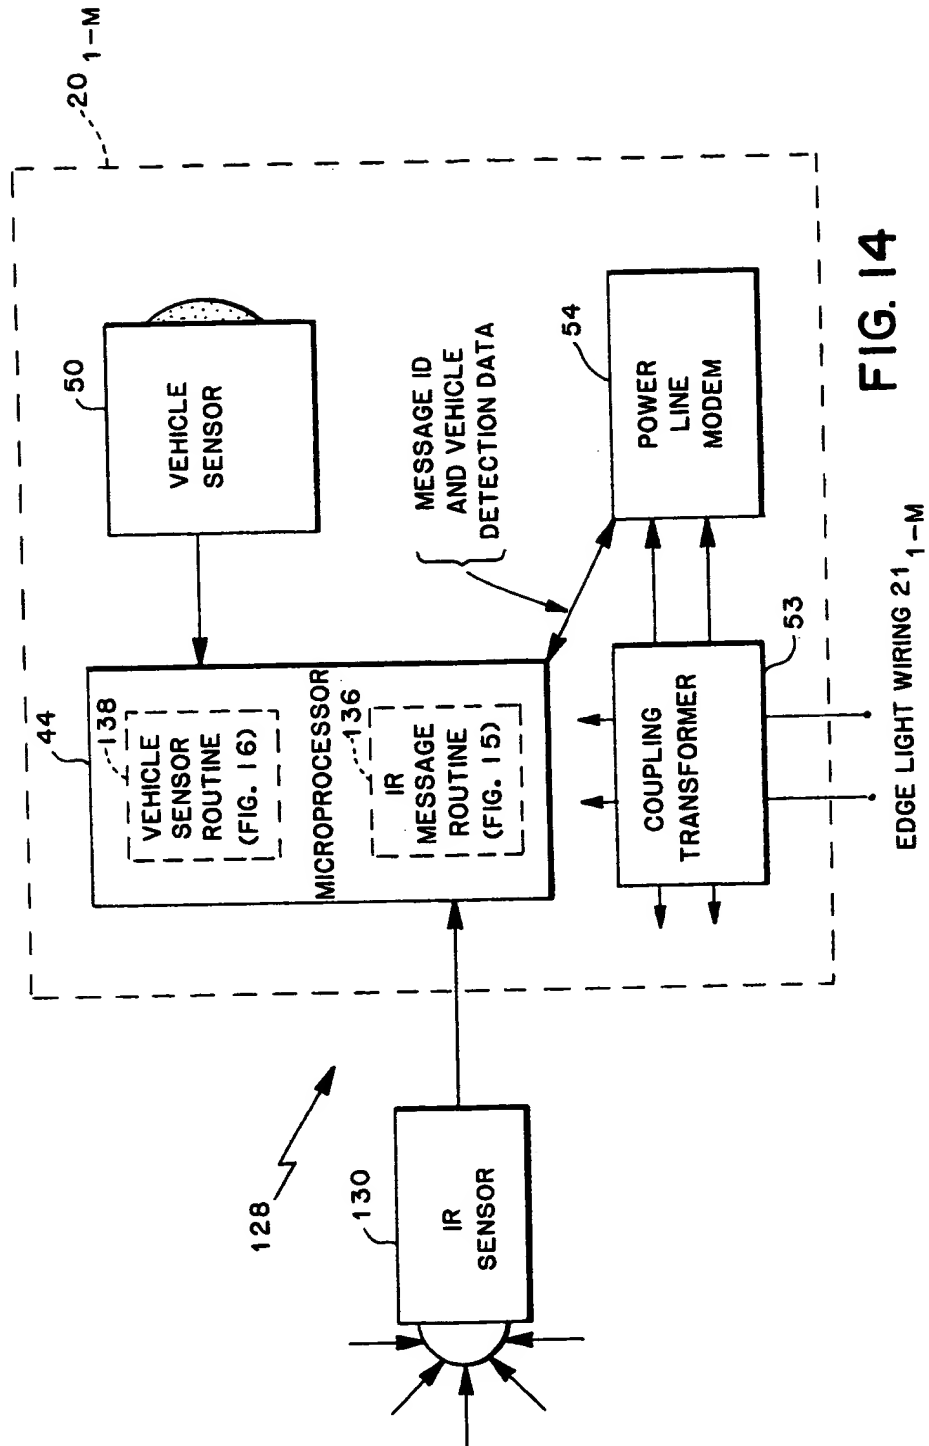 128
130
IR
SENSOR
44
138
VEHICLE
SENSOR
ROUTINE
(FIG. 16)
MICROPROCESSOR
136
IR
MESSAGE
ROUTINE
(FIG. 15)
50
VEHICLE
SENSOR
20 1-M
MESSAGE ID
AND VEHICLE
DETECTION DATA
COUPLING
TRANSFORMER
53
54
POWER
LINE
MODEM
EDGE LIGHT WIRING 21 1-M
FIG. 14